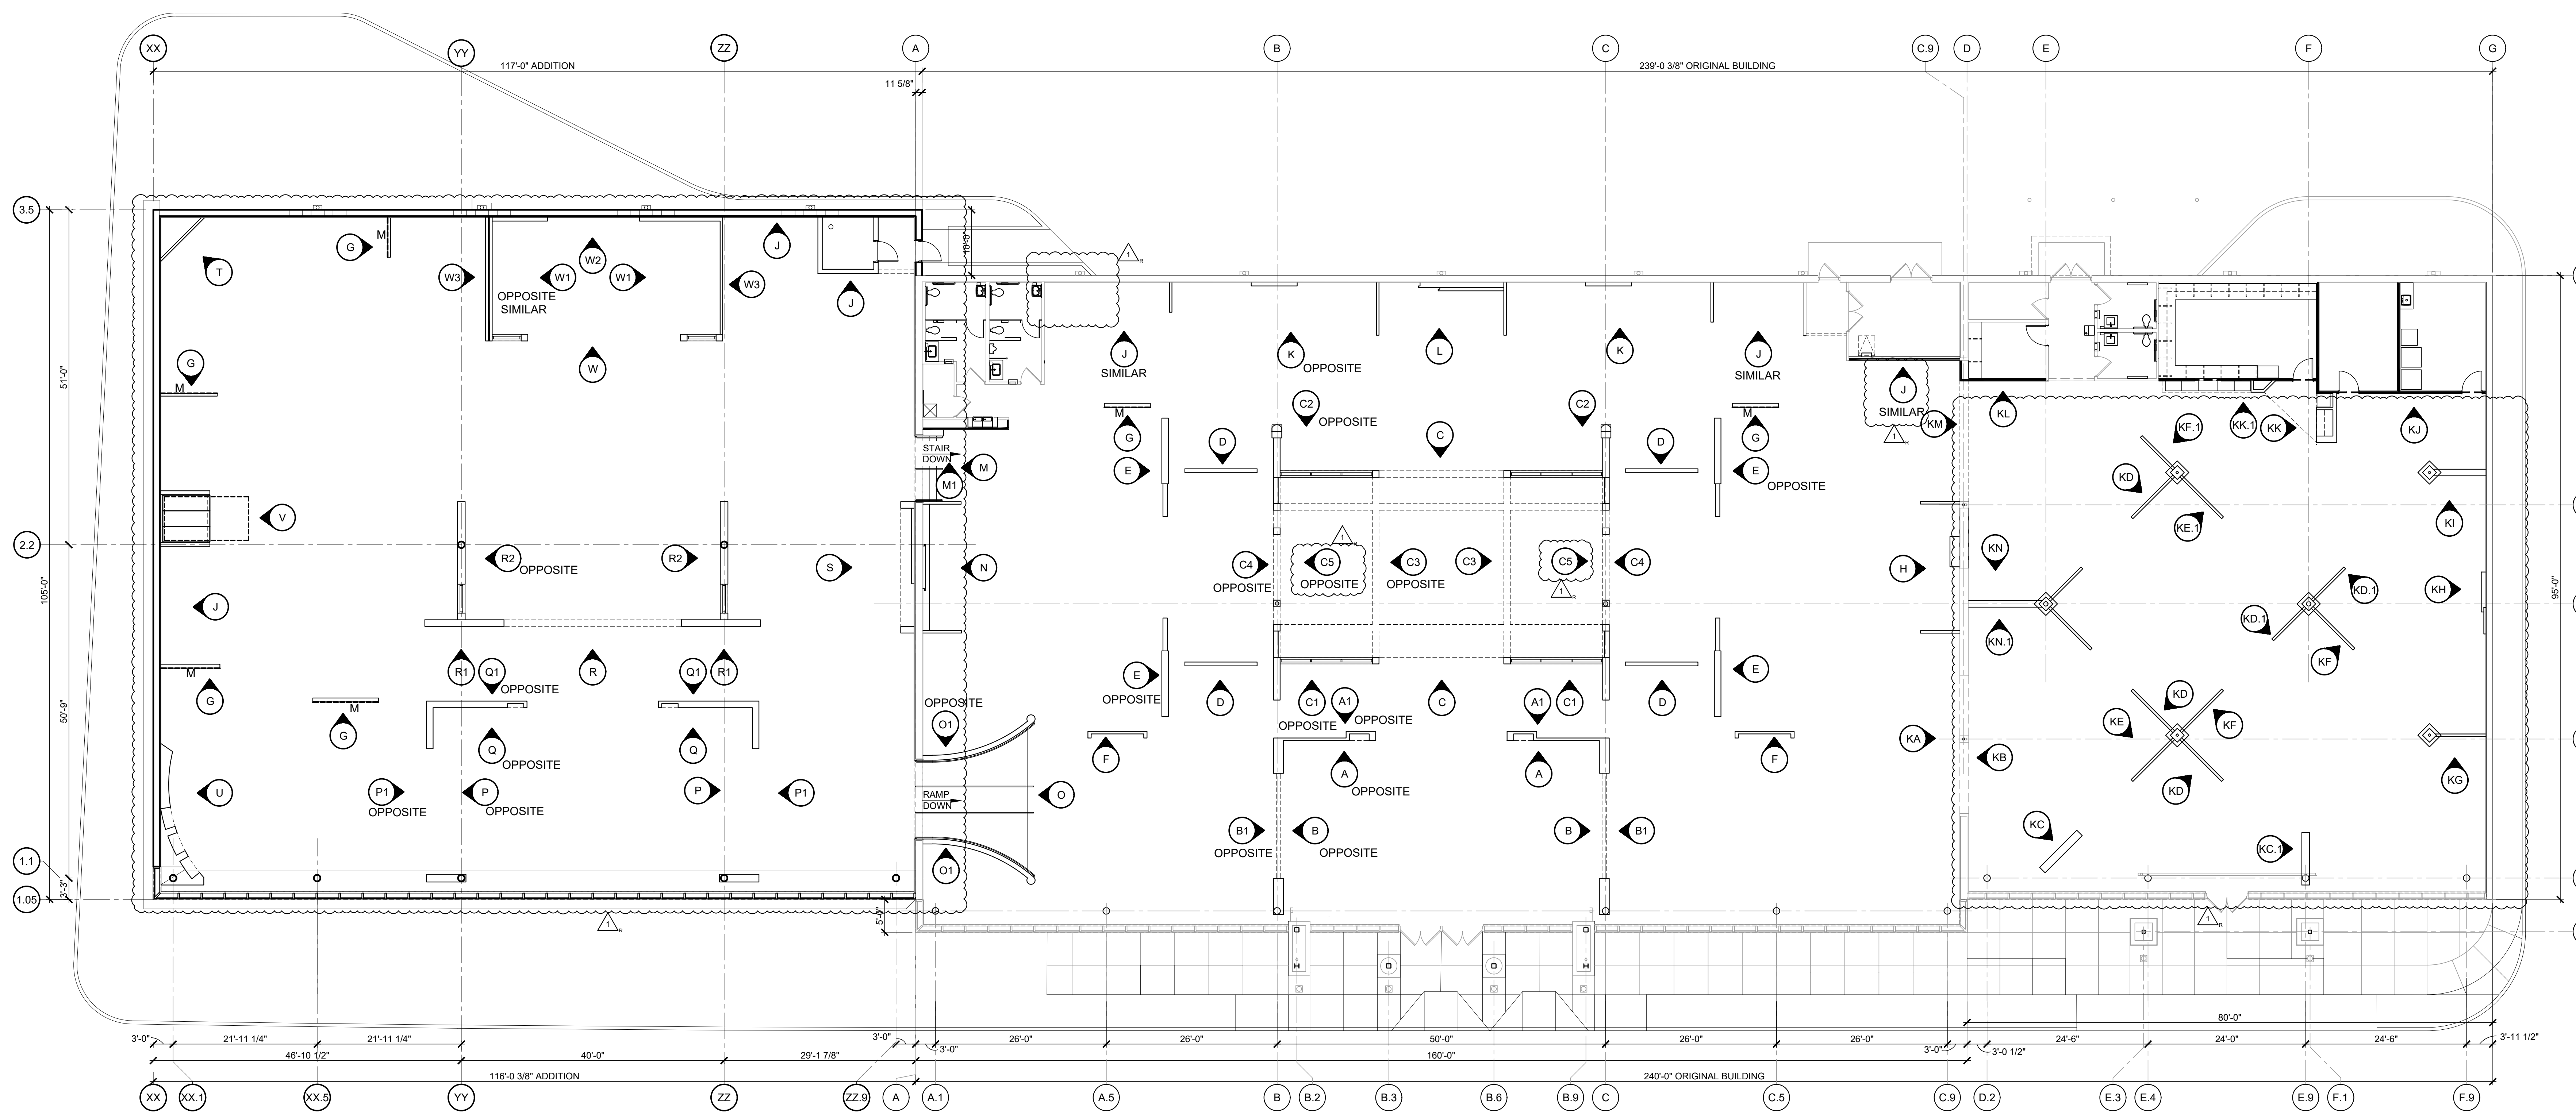 XX
YY
ZZ
A
B
C
C.9
D
E
F
G
117'-0" ADDITION
239'-0 3/8" ORIGINAL BUILDING
11 5/8"
3.5
2.2
1.1
1.05
51'-0"
50'-9"
3'-3"
105'-0"
95'-0"
5'-0"
T
G
M
W3
W1
OPPOSITE
SIMILAR
W2
W1
J
W3
J
1
R
G
M
W
J
SIMILAR
K
OPPOSITE
L
K
J
SIMILAR
J
SIMILAR
1
R
KM
KL
KF.1
KK.1
KK
KJ
M
G
C2
OPPOSITE
C2
M
G
STAIR
DOWN
M
M1
E
D
C
D
E
OPPOSITE
KD
KE.1
KI
V
R2
OPPOSITE
R2
S
N
C4
OPPOSITE
1
R
C5
OPPOSITE
C3
OPPOSITE
C3
C5
1
R
C4
H
KN
KN.1
KD.1
KD.1
KF
KH
J
M
G
M
G
R1
Q1
OPPOSITE
R
Q1
R1
OPPOSITE
O1
E
OPPOSITE
D
C1
OPPOSITE
A1
OPPOSITE
C
A1
C1
D
E
Q
OPPOSITE
Q
F
A
OPPOSITE
A
F
KA
KB
KE
KD
KF
KD
KG
U
P1
OPPOSITE
P
OPPOSITE
P
P1
RAMP
DOWN
O
O1
B1
OPPOSITE
B
OPPOSITE
B
B1
KC
KC.1
1
R
1
3'-0"
21'-11 1/4"
21'-11 1/4"
3'-0"
3'-0"
26'-0"
26'-0"
50'-0"
26'-0"
26'-0"
3'-0"
3'-0 1/2"
80'-0"
24'-6"
24'-0"
24'-6"
3'-11 1/2"
46'-10 1/2"
40'-0"
29'-1 7/8"
160'-0"
116'-0 3/8" ADDITION
240'-0" ORIGINAL BUILDING
XX
XX.1
XX.5
YY
ZZ
ZZ.9
A
A.1
A.5
B
B.2
B.3
B.6
B.9
C
C.5
C.9
D.2
E.3
E.4
E.9
F.1
F.9